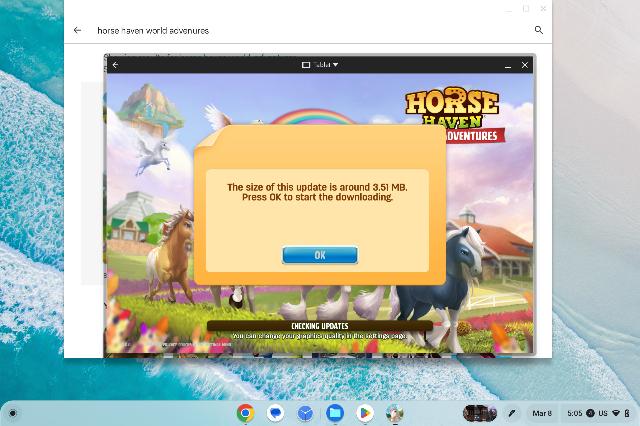 horse haven world advenures
Tablet
HORSE
HAVEN
ADVENTURES
The size of this update is around 3.51 MB.
Press OK to start the downloading.
OK
CHECKING UPDATES
You can change your graphics quality in the settings page
Mar 8
5:05
US